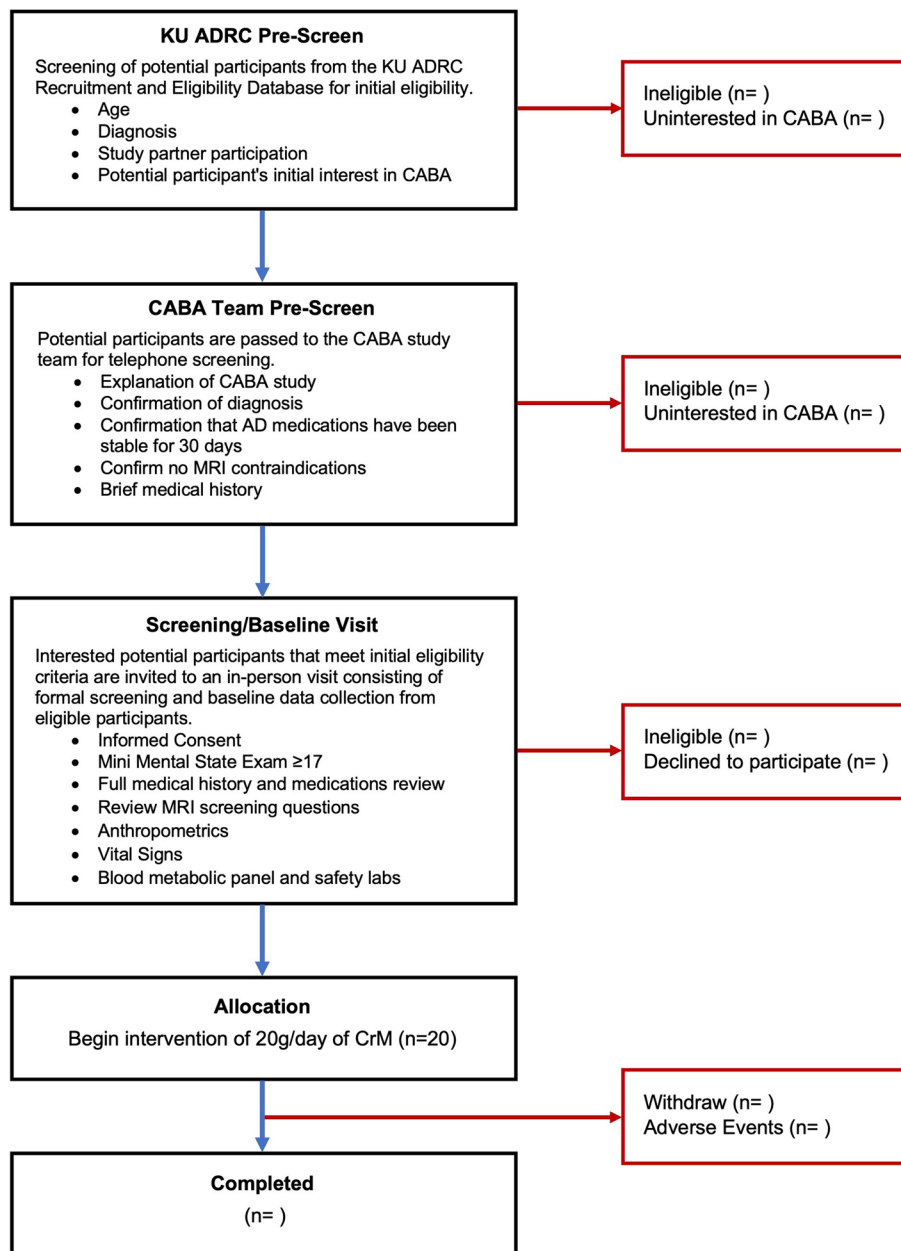 KU ADRC Pre-Screen
Screening of potential participants from the KU ADRC
Recruitment and Eligibility Database for initial eligibility.
• Age
• Diagnosis
• Study partner participation
• Potential participant's initial interest in CABA
Ineligible (n= )
Uninterested in CABA (n= )
CABA Team Pre-Screen
Potential participants are passed to the CABA study
team for telephone screening.
• Explanation of CABA study
• Confirmation of diagnosis
• Confirmation that AD medications have been
stable for 30 days
• Confirm no MRI contraindications
• Brief medical history
Ineligible (n= )
Uninterested in CABA (n= )
Screening/Baseline Visit
Interested potential participants that meet initial eligibility
criteria are invited to an in-person visit consisting of
formal screening and baseline data collection from
eligible participants.
• Informed Consent
• Mini Mental State Exam ≥17
• Full medical history and medications review
• Review MRI screening questions
• Anthropometrics
• Vital Signs
• Blood metabolic panel and safety labs
Ineligible (n= )
Declined to participate (n= )
Allocation
Begin intervention of 20g/day of CrM (n=20)
Withdraw (n= )
Adverse Events (n= )
Completed
(n= )